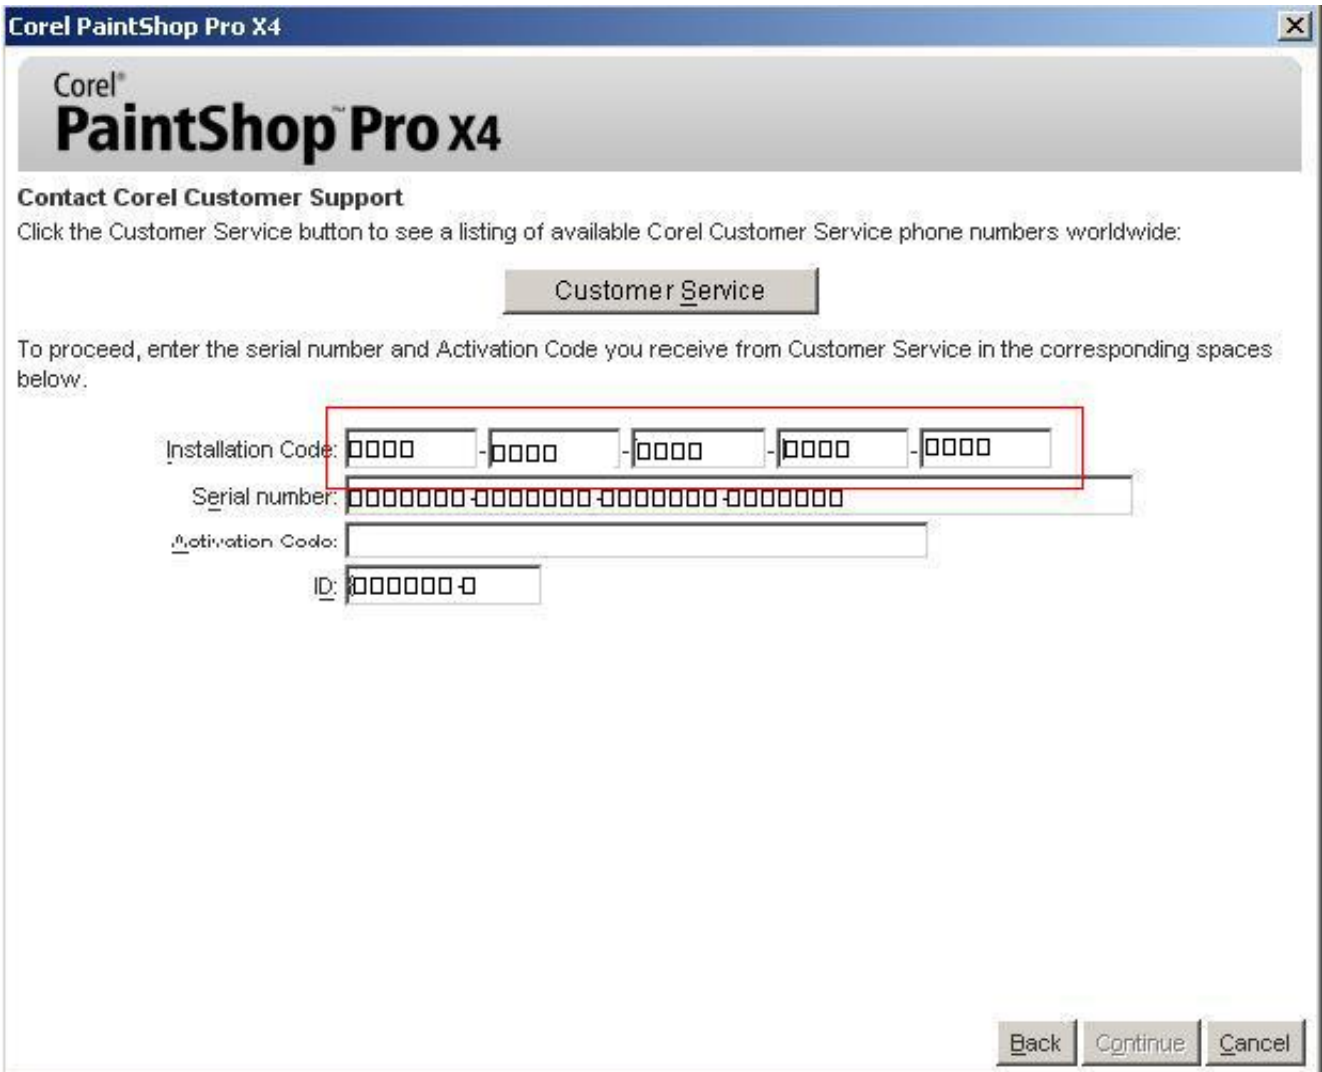 Corel PaintShop Pro X4
Corel®
PaintShop™ Pro X4
Contact Corel Customer Support
Click the Customer Service button to see a listing of available Corel Customer Service phone numbers worldwide:
Customer Service
To proceed, enter the serial number and Activation Code you receive from Customer Service in the corresponding spaces
below.
Installation Code: □□□□ - □□□□ - □□□□ - □□□□ - □□□□
Serial number: □□□□□□□-□□□□□□□-□□□□□□□-□□□□□□□
Activation Code:
ID: □□□□□□-□
Back Continue Cancel